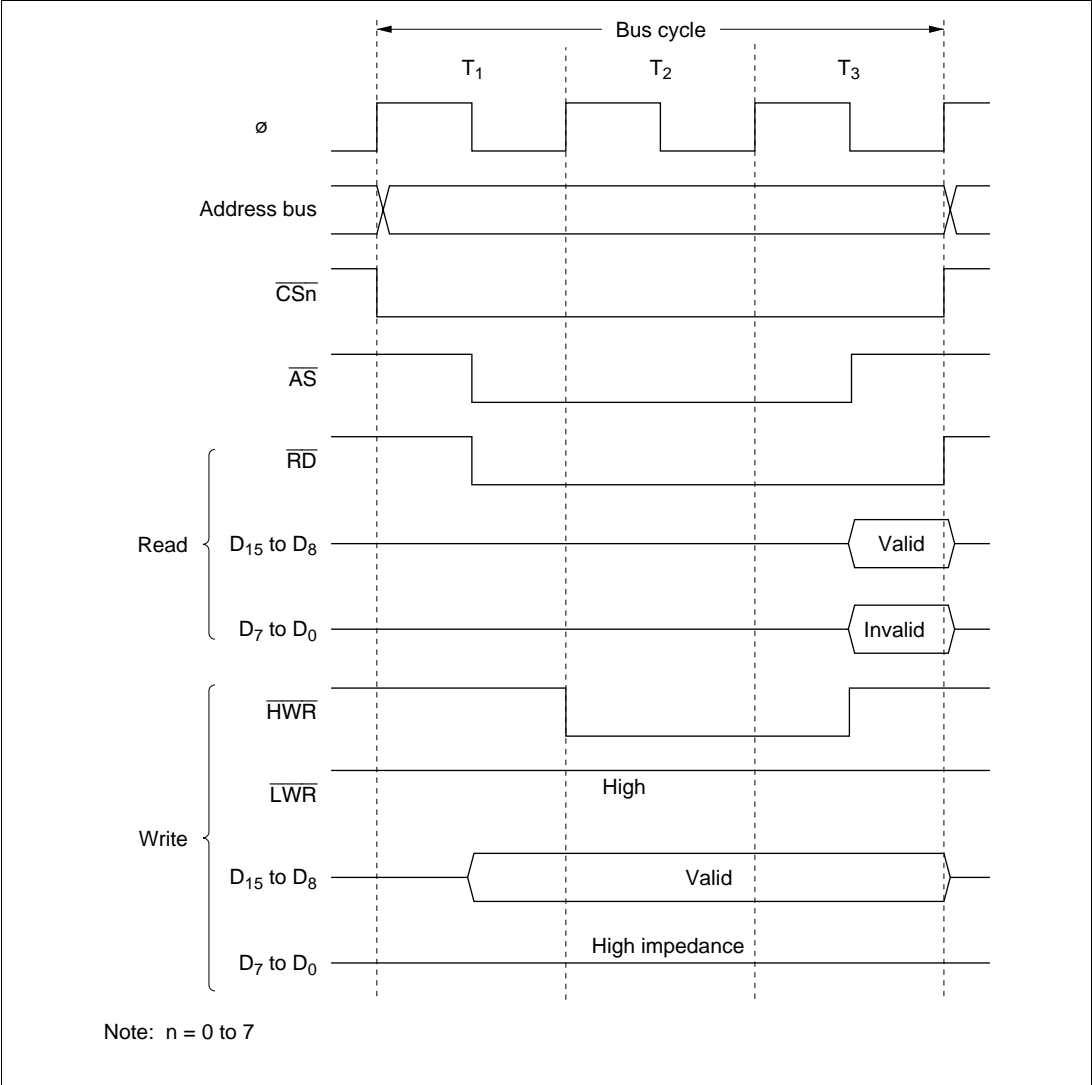 Bus cycle
T1 T2 T3
ø
Address bus
CSn
AS
RD
Read
D15 to D8 Valid
D7 to D0 Invalid
HWR
LWR High
Write
D15 to D8 Valid
D7 to D0 High impedance
Note: n = 0 to 7